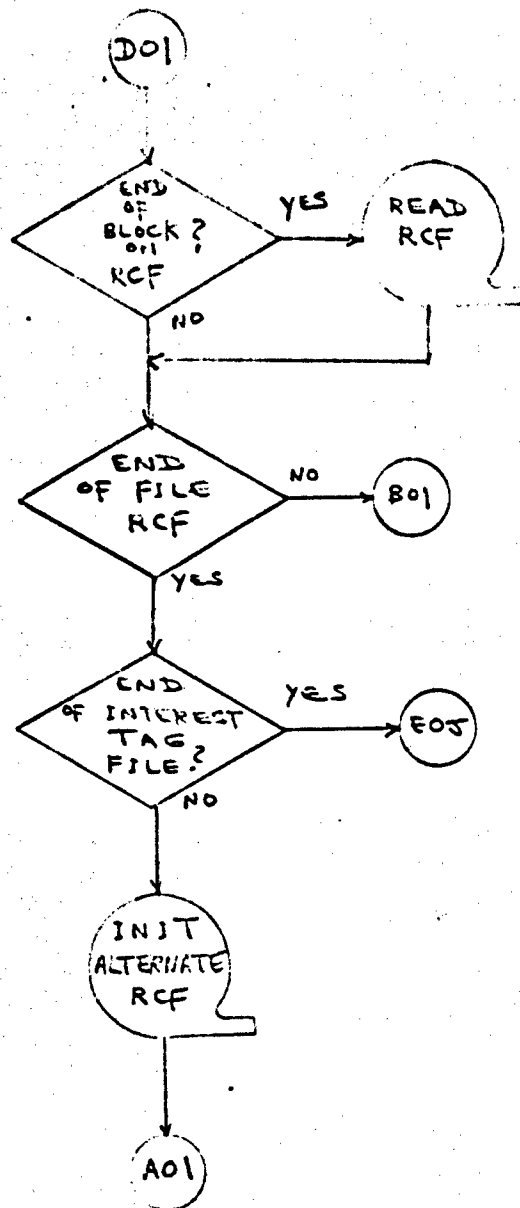 D01
END
OF
BLOCK?
ON
RCF
YES
READ
RCF
NO
END
OF FILE
RCF
NO
B01
YES
END
OF INTEREST
TAG
FILE?
YES
EOJ
NO
INIT
ALTERNATE
RCF
A01